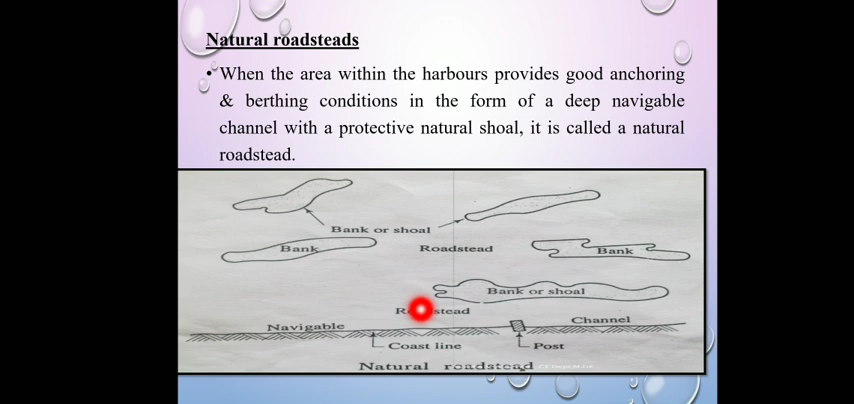 Natural roadsteads
• When the area within the harbours provides good anchoring
& berthing conditions in the form of a deep navigable
channel with a protective natural shoal, it is called a natural
roadstead.
Bank or shoal
Bank
Roadstead
Bank
Bank or shoal
Navigable
Channel
Coast line
Post
Natural roadstead